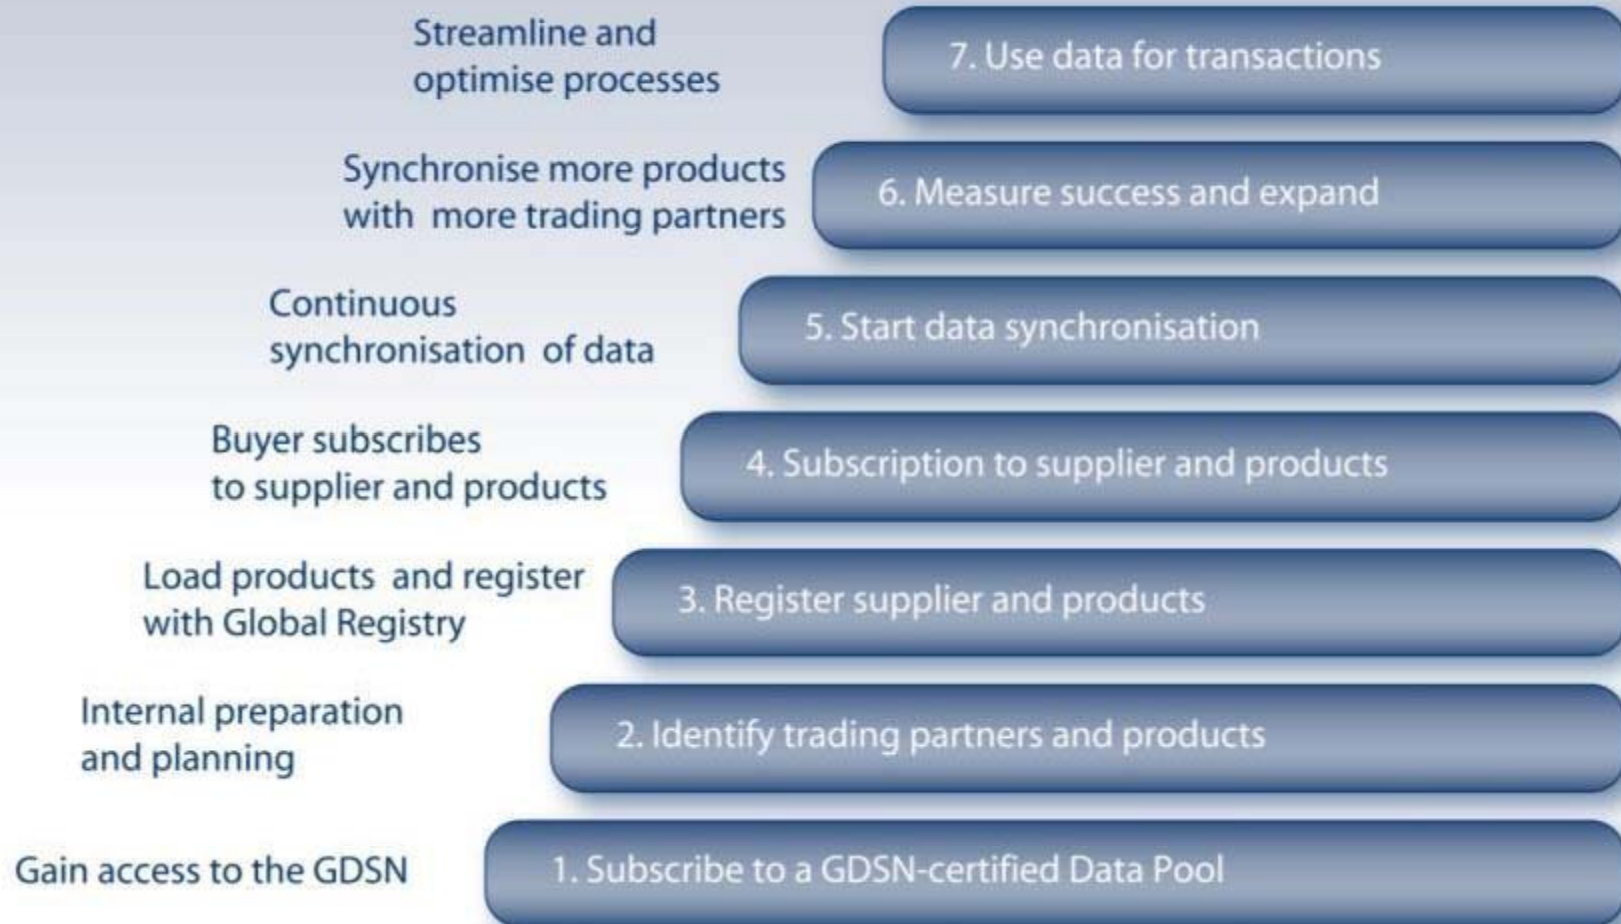 Streamline and
optimise processes
7. Use data for transactions
Synchronise more products
with more trading partners
6. Measure success and expand
Continuous
synchronisation of data
5. Start data synchronisation
Buyer subscribes
to supplier and products
4. Subscription to supplier and products
Load products and register
with Global Registry
3. Register supplier and products
Internal preparation
and planning
2. Identify trading partners and products
Gain access to the GDSN
1. Subscribe to a GDSN-certified Data Pool